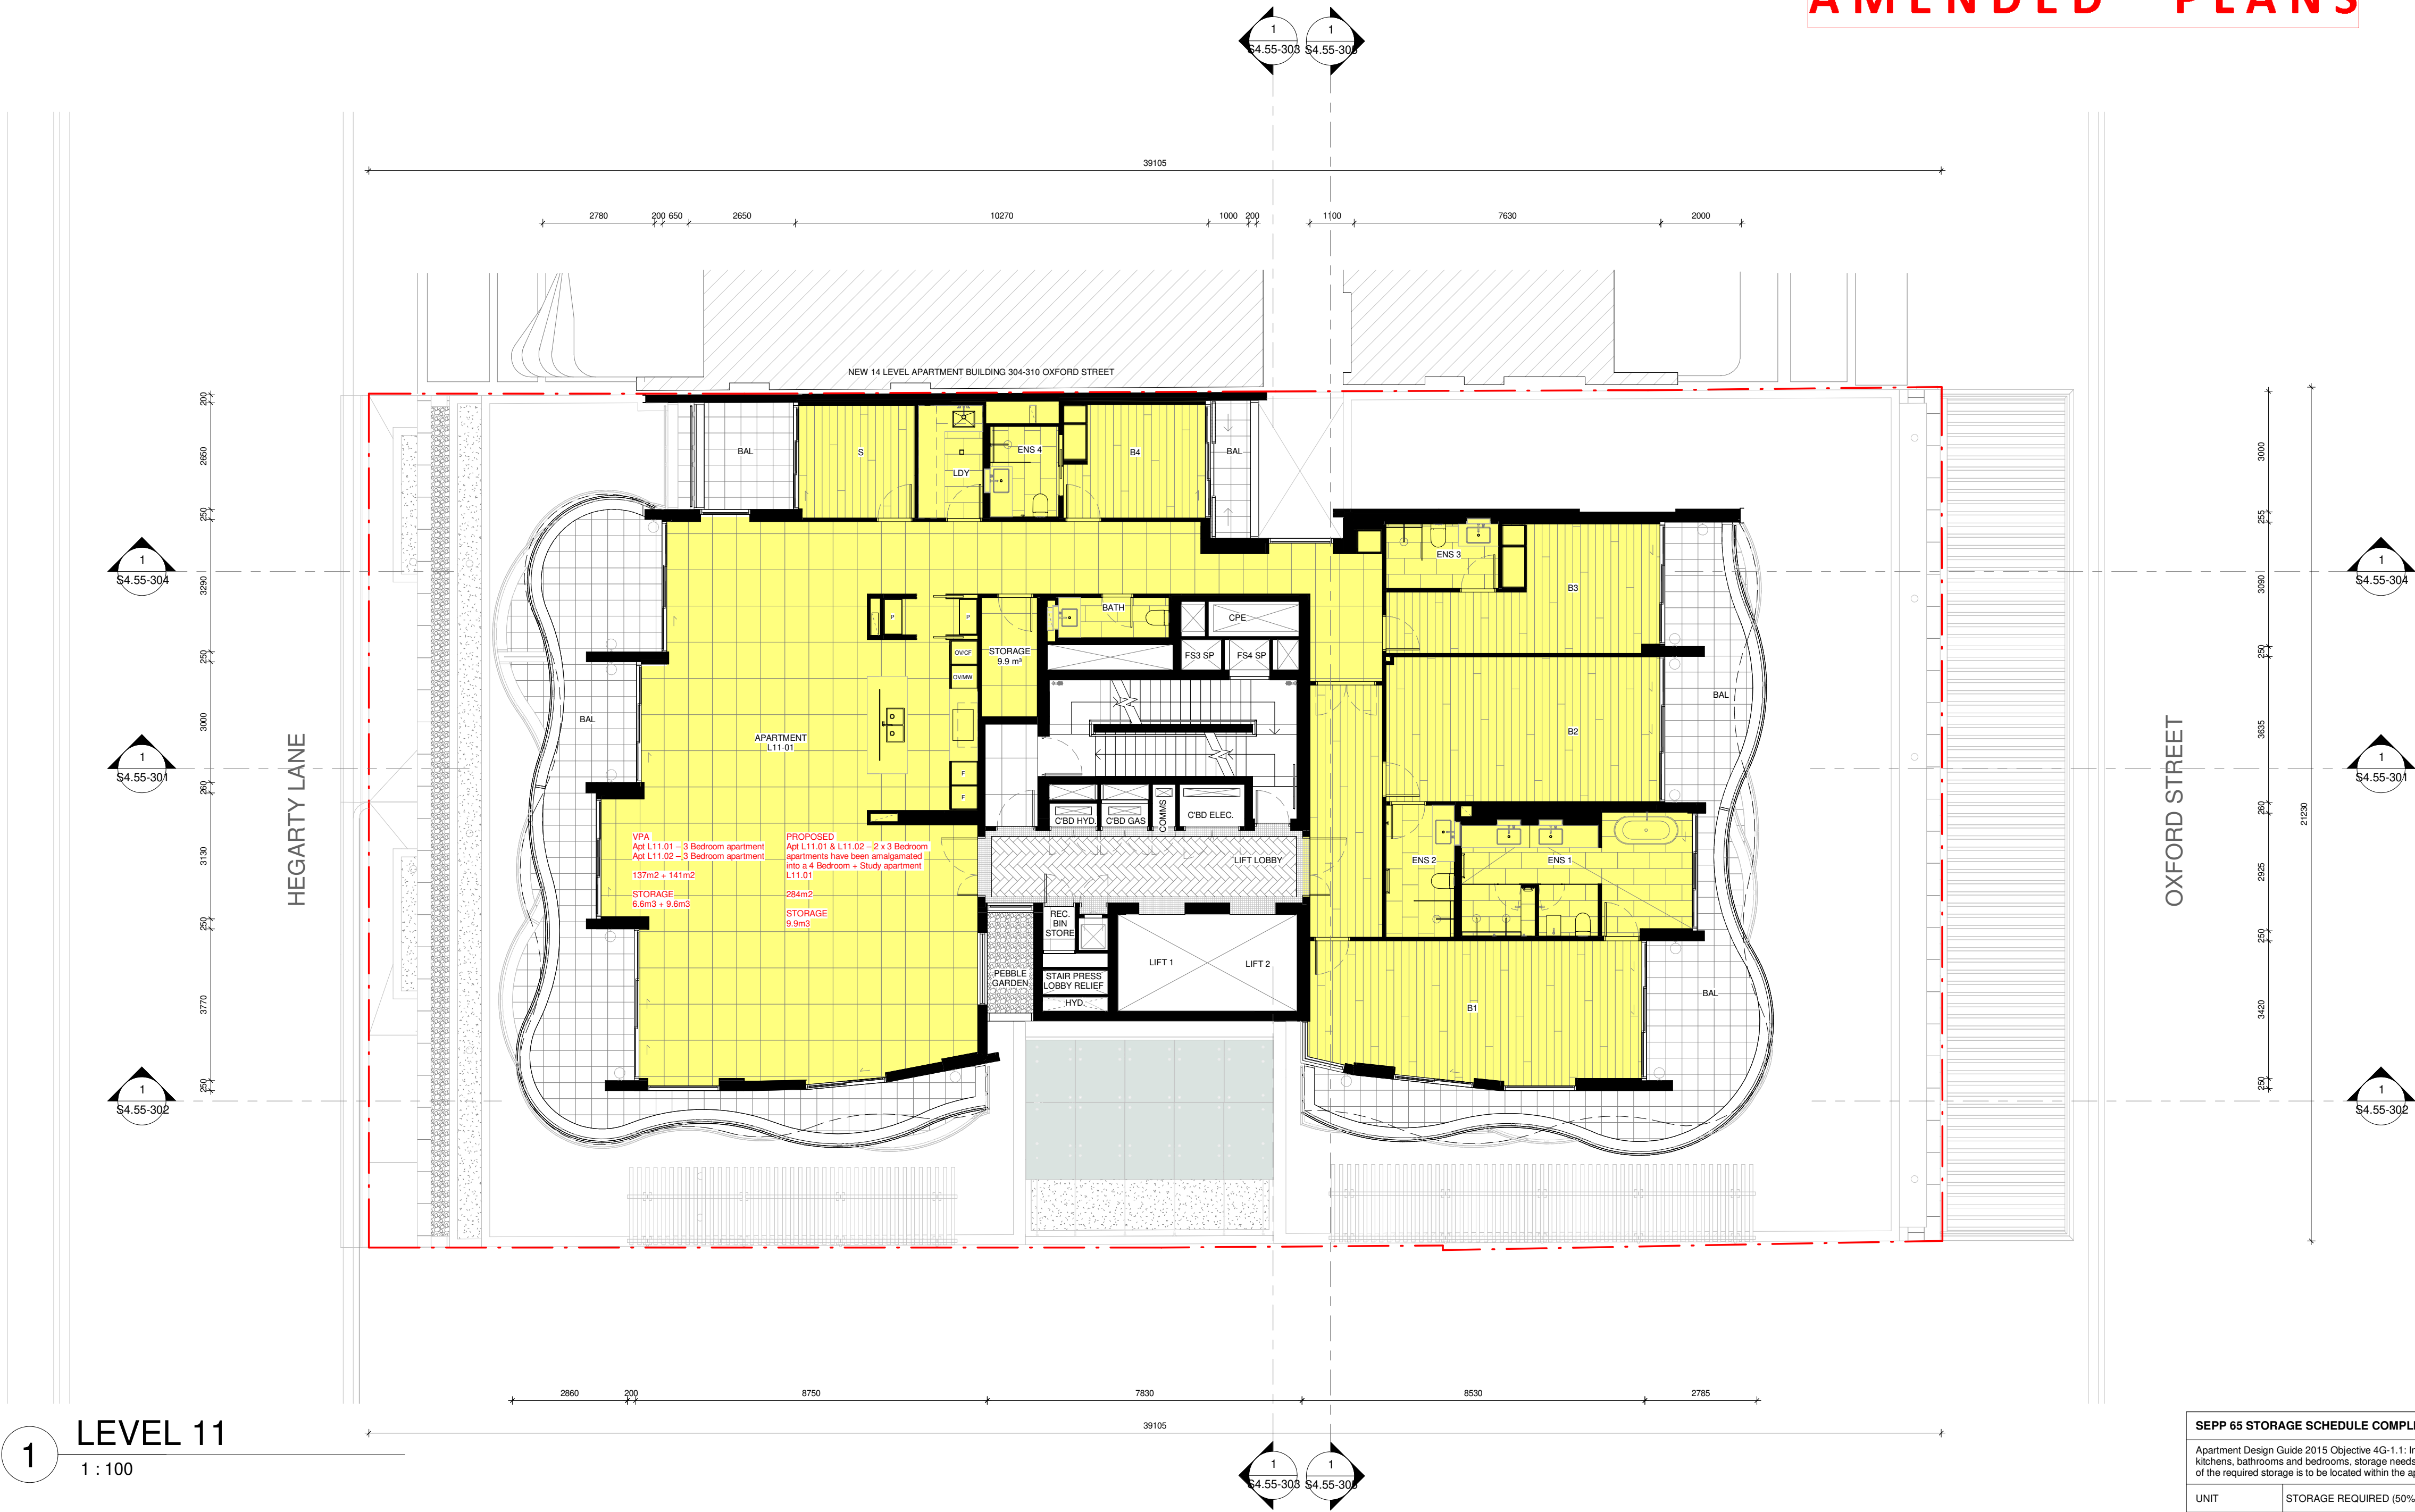 AMENDED PLANS
1
S4.55-303
1
S4.55-305
39105
2780
200
650
2650
10270
1000
200
1100
7630
2000
NEW 14 LEVEL APARTMENT BUILDING 304-310 OXFORD STREET
200
2650
250
3290
250
3000
260
3130
250
3770
250
3000
255
3090
250
3635
260
2925
250
3420
250
21230
BAL
S
LDY
ENS 4
B4
BAL
1
S4.55-304
ENS 3
B3
1
S4.55-304
P
P
OV/CF
OV/MW
STORAGE
9.9 m³
BATH
CPE
FS3 SP
FS4 SP
BAL
BAL
APARTMENT
L11-01
B2
HEGARTY LANE
OXFORD STREET
1
S4.55-301
1
S4.55-301
F
F
C'BD HYD.
C'BD GAS
COMMS
C'BD ELEC.
VPA
Apt L11.01 – 3 Bedroom apartment
Apt L11.02 – 3 Bedroom apartment
137m2 + 141m2
STORAGE
6.6m3 + 9.6m3
PROPOSED
Apt L11.01 & L11.02 – 2 x 3 Bedroom
apartments have been amalgamated
into a 4 Bedroom + Study apartment
L11.01
284m2
STORAGE
9.9m3
LIFT LOBBY
ENS 2
ENS 1
REC.
BIN
STORE
PEBBLE
GARDEN
STAIR PRESS
LOBBY RELIEF
HYD.
LIFT 1
LIFT 2
B1
BAL
1
S4.55-302
1
S4.55-302
2860
200
8750
7830
8530
2785
39105
1
S4.55-303
1
S4.55-305
1
LEVEL 11
1 : 100
SEPP 65 STORAGE SCHEDULE COMPLI
Apartment Design Guide 2015 Objective 4G-1.1: In
kitchens, bathrooms and bedrooms, storage needs
of the required storage is to be located within the ap
UNIT
STORAGE REQUIRED (50%